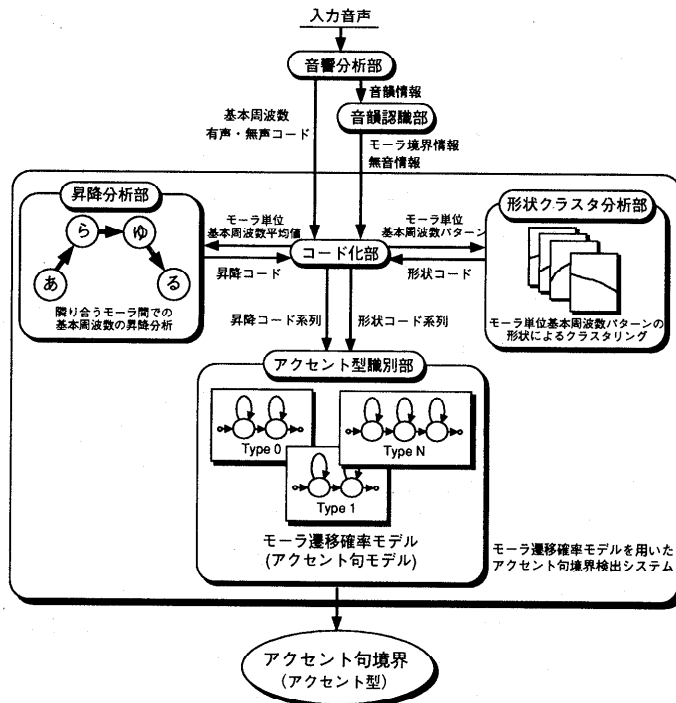 入力音声
音響分析部
音韻情報
基本周波数
有声・無声コード
音韻認識部
モーラ境界情報
無音情報
昇降分析部
あ
ら
ゆ
る
隣り合うモーラ間での
基本周波数の昇降分析
モーラ単位
基本周波数平均値
昇降コード
コード化部
モーラ単位
基本周波数パターン
形状コード
形状クラスタ分析部
モーラ単位基本周波数パターンの
形状によるクラスタリング
昇降コード系列
形状コード系列
アクセント型識別部
Type 0
Type N
Type 1
モーラ遷移確率モデル
(アクセント句モデル)
モーラ遷移確率モデルを用いた
アクセント句境界検出システム
アクセント句境界
(アクセント型)